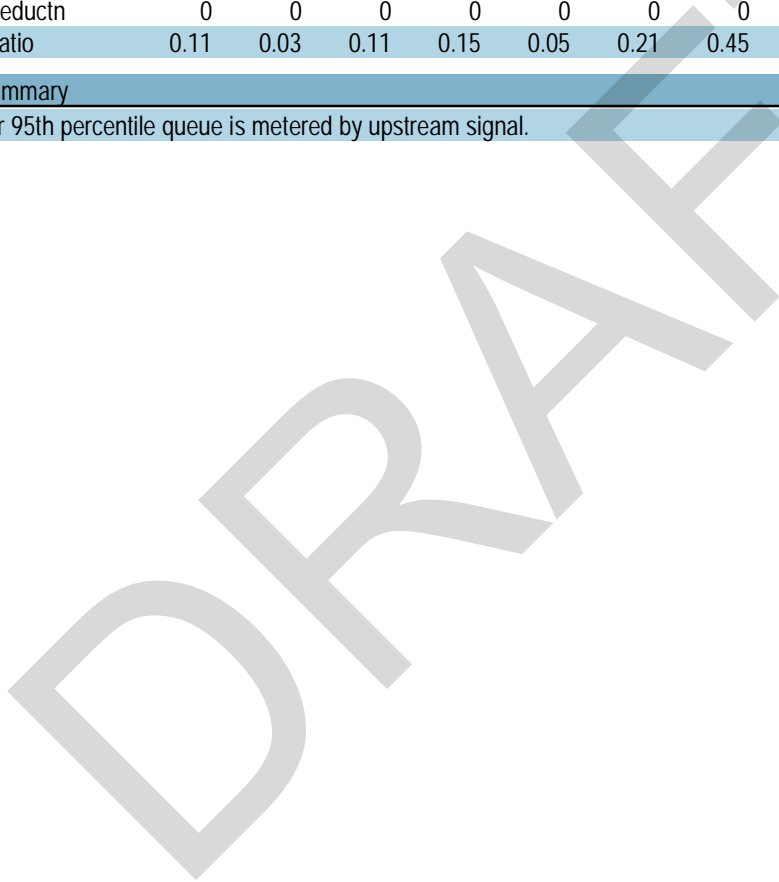 eductn 0 0 0 0 0 0 0
atio 0.11 0.03 0.11 0.15 0.05 0.21 0.45
mmary
r 95th percentile queue is metered by upstream signal.
DRAF